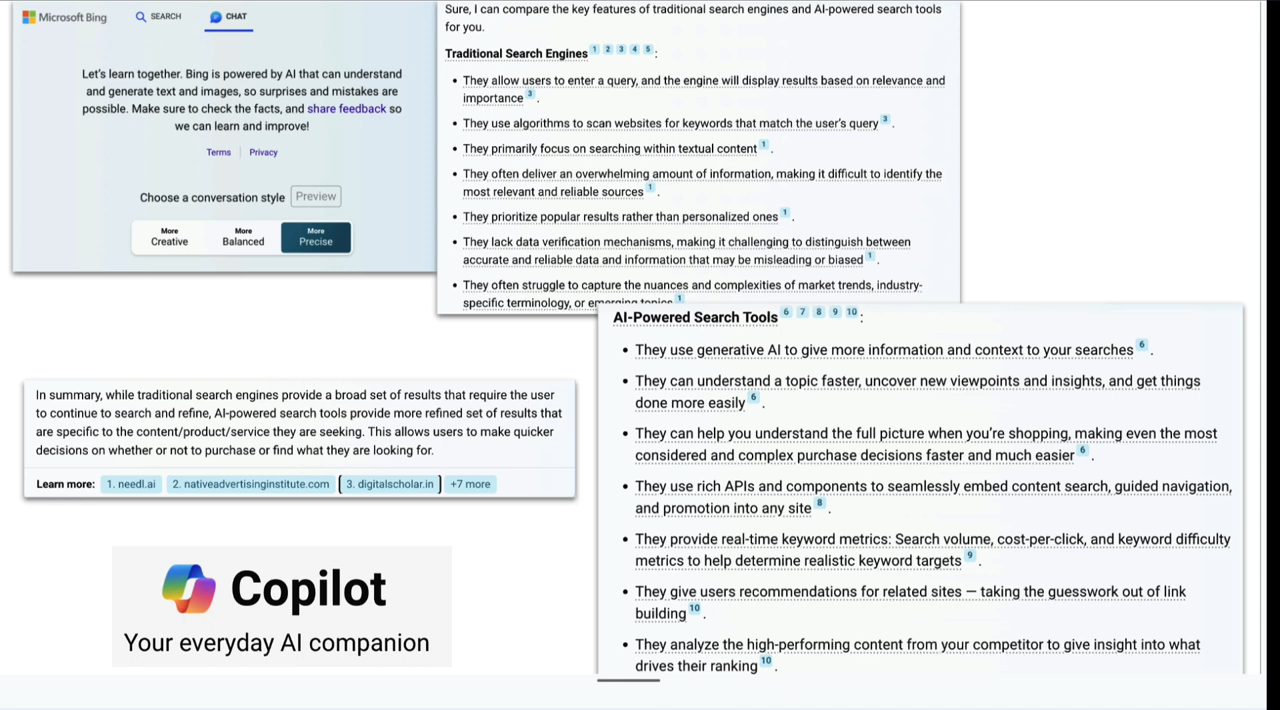 Microsoft Bing
SEARCH
CHAT
Let's learn together. Bing is powered by AI that can understand
and generate text and images, so surprises and mistakes are
possible. Make sure to check the facts, and share feedback so
we can learn and improve!
Terms | Privacy
Choose a conversation style Preview
More Creative
More Balanced
More Precise
Sure, I can compare the key features of traditional search engines and AI-powered search tools
for you.
Traditional Search Engines 1 2 3 4 5 :
• They allow users to enter a query, and the engine will display results based on relevance and
importance 3 .
• They use algorithms to scan websites for keywords that match the user's query 3 .
• They primarily focus on searching within textual content 1 .
• They often deliver an overwhelming amount of information, making it difficult to identify the
most relevant and reliable sources 1 .
• They prioritize popular results rather than personalized ones 1 .
• They lack data verification mechanisms, making it challenging to distinguish between
accurate and reliable data and information that may be misleading or biased 1 .
• They often struggle to capture the nuances and complexities of market trends, industry-
specific terminology, or emerging topics 1
AI-Powered Search Tools 6 7 8 9 10 :
• They use generative AI to give more information and context to your searches 6 .
• They can understand a topic faster, uncover new viewpoints and insights, and get things
done more easily 6 .
• They can help you understand the full picture when you're shopping, making even the most
considered and complex purchase decisions faster and much easier 6 .
• They use rich APIs and components to seamlessly embed content search, guided navigation,
and promotion into any site 8 .
• They provide real-time keyword metrics: Search volume, cost-per-click, and keyword difficulty
metrics to help determine realistic keyword targets 9 .
• They give users recommendations for related sites — taking the guesswork out of link
building 10 .
• They analyze the high-performing content from your competitor to give insight into what
drives their ranking 10 .
In summary, while traditional search engines provide a broad set of results that require the user
to continue to search and refine, AI-powered search tools provide more refined set of results that
are specific to the content/product/service they are seeking. This allows users to make quicker
decisions on whether or not to purchase or find what they are looking for.
Learn more: 1. needl.ai 2. nativeadvertisinginstitute.com [ 3. digitalscholar.in ] +7 more
Copilot
Your everyday AI companion